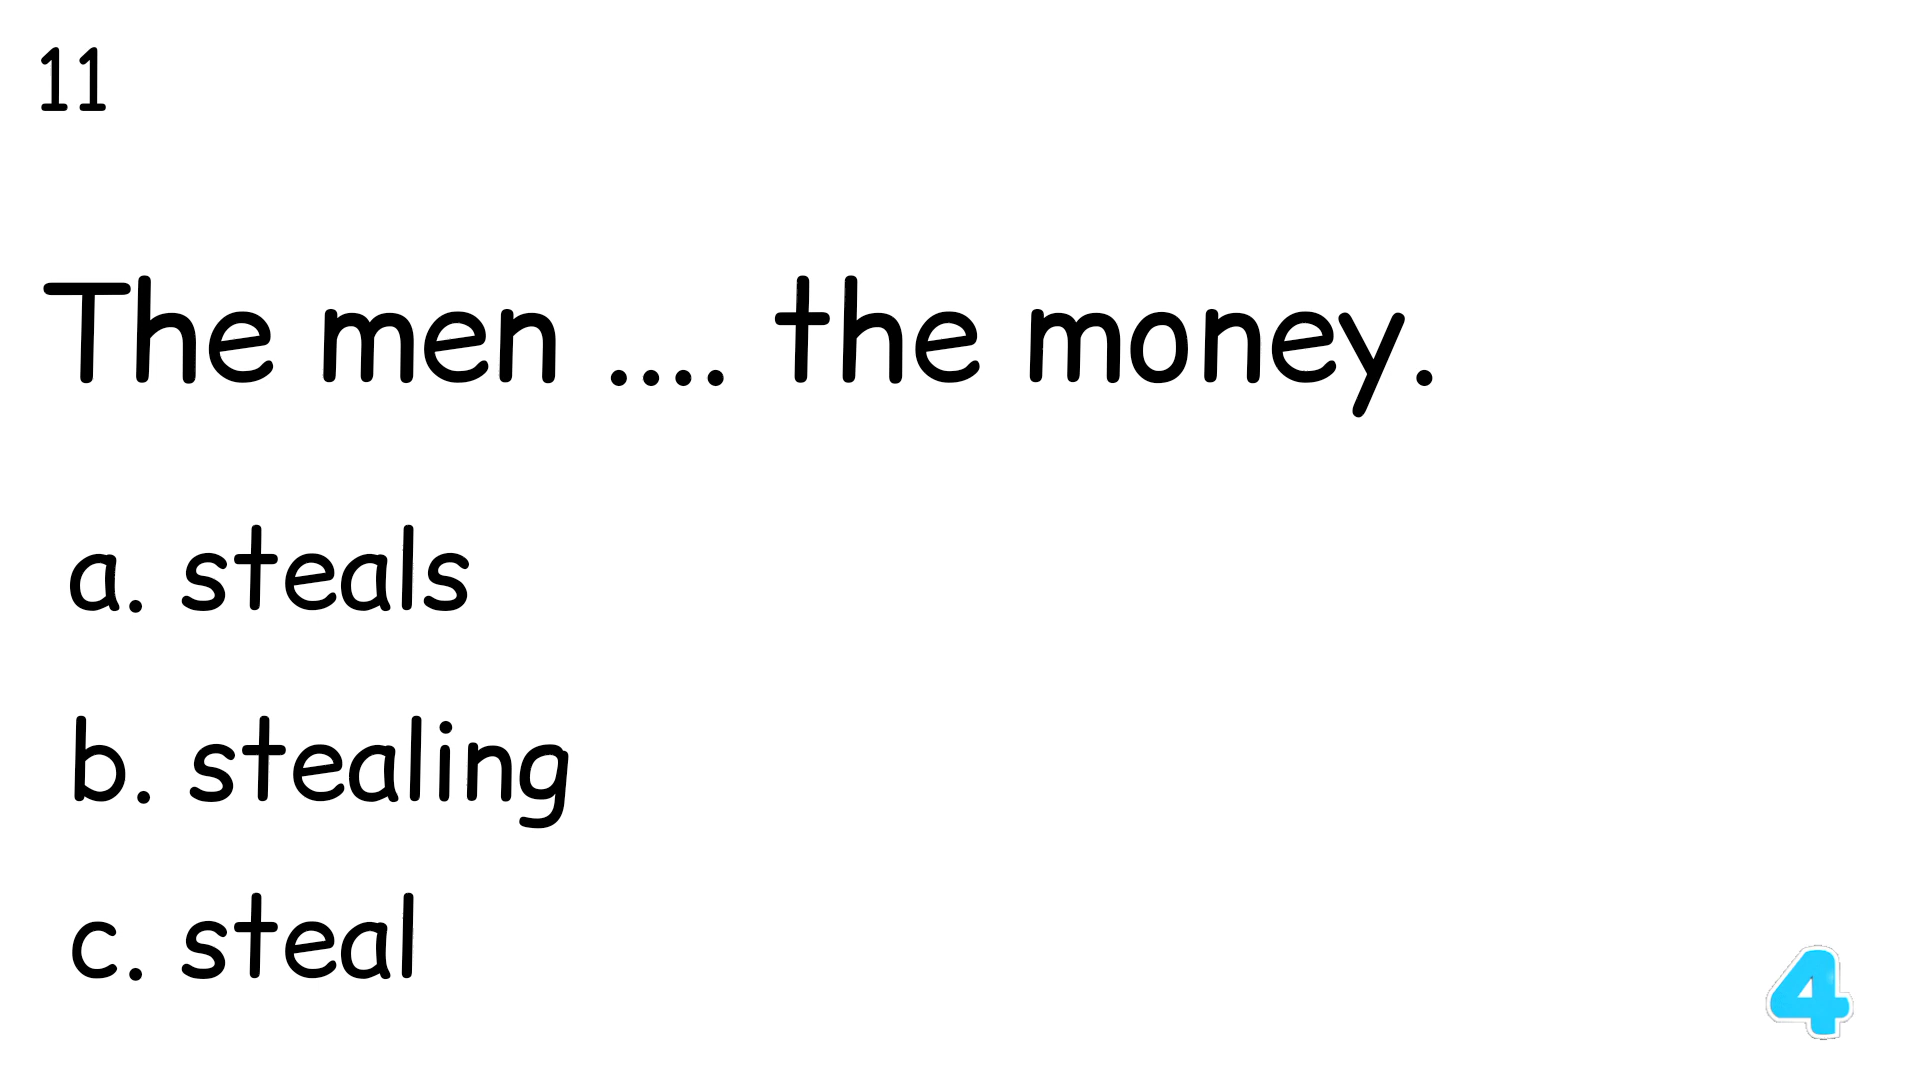 11
The men .... the money.
a. steals
b. stealing
c. steal
4